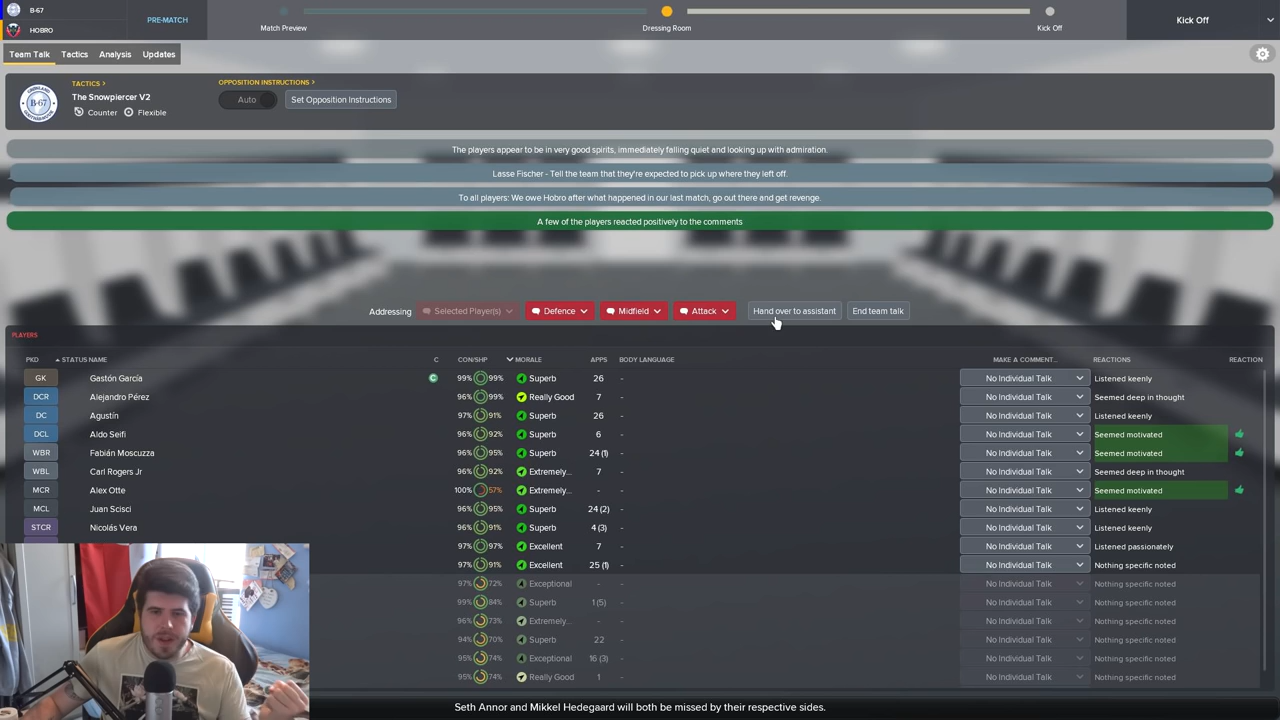 B-67
HOBRO
PRE-MATCH
Match Preview
Dressing Room
Kick Off
Kick Off
Team Talk Tactics Analysis Updates
B-67
TACTICS >
The Snowpiercer V2
Counter Flexible
OPPOSITION INSTRUCTIONS >
Auto Set Opposition Instructions
The players appear to be in very good spirits, immediately falling quiet and looking up with admiration.
Lasse Fischer - Tell the team that they're expected to pick up where they left off.
To all players: We owe Hobro after what happened in our last match, go out there and get revenge.
A few of the players reacted positively to the comments
Addressing Selected Player(s) Defence Midfield Attack Hand over to assistant End team talk
PLAYERS
PKD STATUS NAME C CON/SHP MORALE APPS BODY LANGUAGE MAKE A COMMENT... REACTIONS REACTION
GK Gastón García C 99% 99% Superb 26 - No Individual Talk Listened keenly
DCR Alejandro Pérez 96% 99% Really Good 7 - No Individual Talk Seemed deep in thought
DC Agustín 97% 91% Superb 26 - No Individual Talk Listened keenly
DCL Aldo Seifi 96% 92% Superb 6 - No Individual Talk Seemed motivated
WBR Fabián Moscuzza 96% 95% Superb 24 (1) - No Individual Talk Seemed motivated
WBL Carl Rogers Jr 96% 92% Extremely... 7 - No Individual Talk Seemed deep in thought
MCR Alex Otte 100% 57% Extremely... - - No Individual Talk Seemed motivated
MCL Juan Scisci 96% 95% Superb 24 (2) - No Individual Talk Listened keenly
STCR Nicolás Vera 96% 91% Superb 4 (3) - No Individual Talk Listened keenly
97% 97% Excellent 7 - No Individual Talk Listened passionately
97% 91% Excellent 25 (1) - No Individual Talk Nothing specific noted
97% 72% Exceptional - - No Individual Talk Nothing specific noted
99% 84% Superb 1 (5) - No Individual Talk Nothing specific noted
96% 73% Extremely... - - No Individual Talk Nothing specific noted
94% 70% Superb 22 - No Individual Talk Nothing specific noted
95% 74% Exceptional 16 (3) - No Individual Talk Nothing specific noted
95% 74% Really Good 1 - No Individual Talk Nothing specific noted
Seth Annor and Mikkel Hedegaard will both be missed by their respective sides.